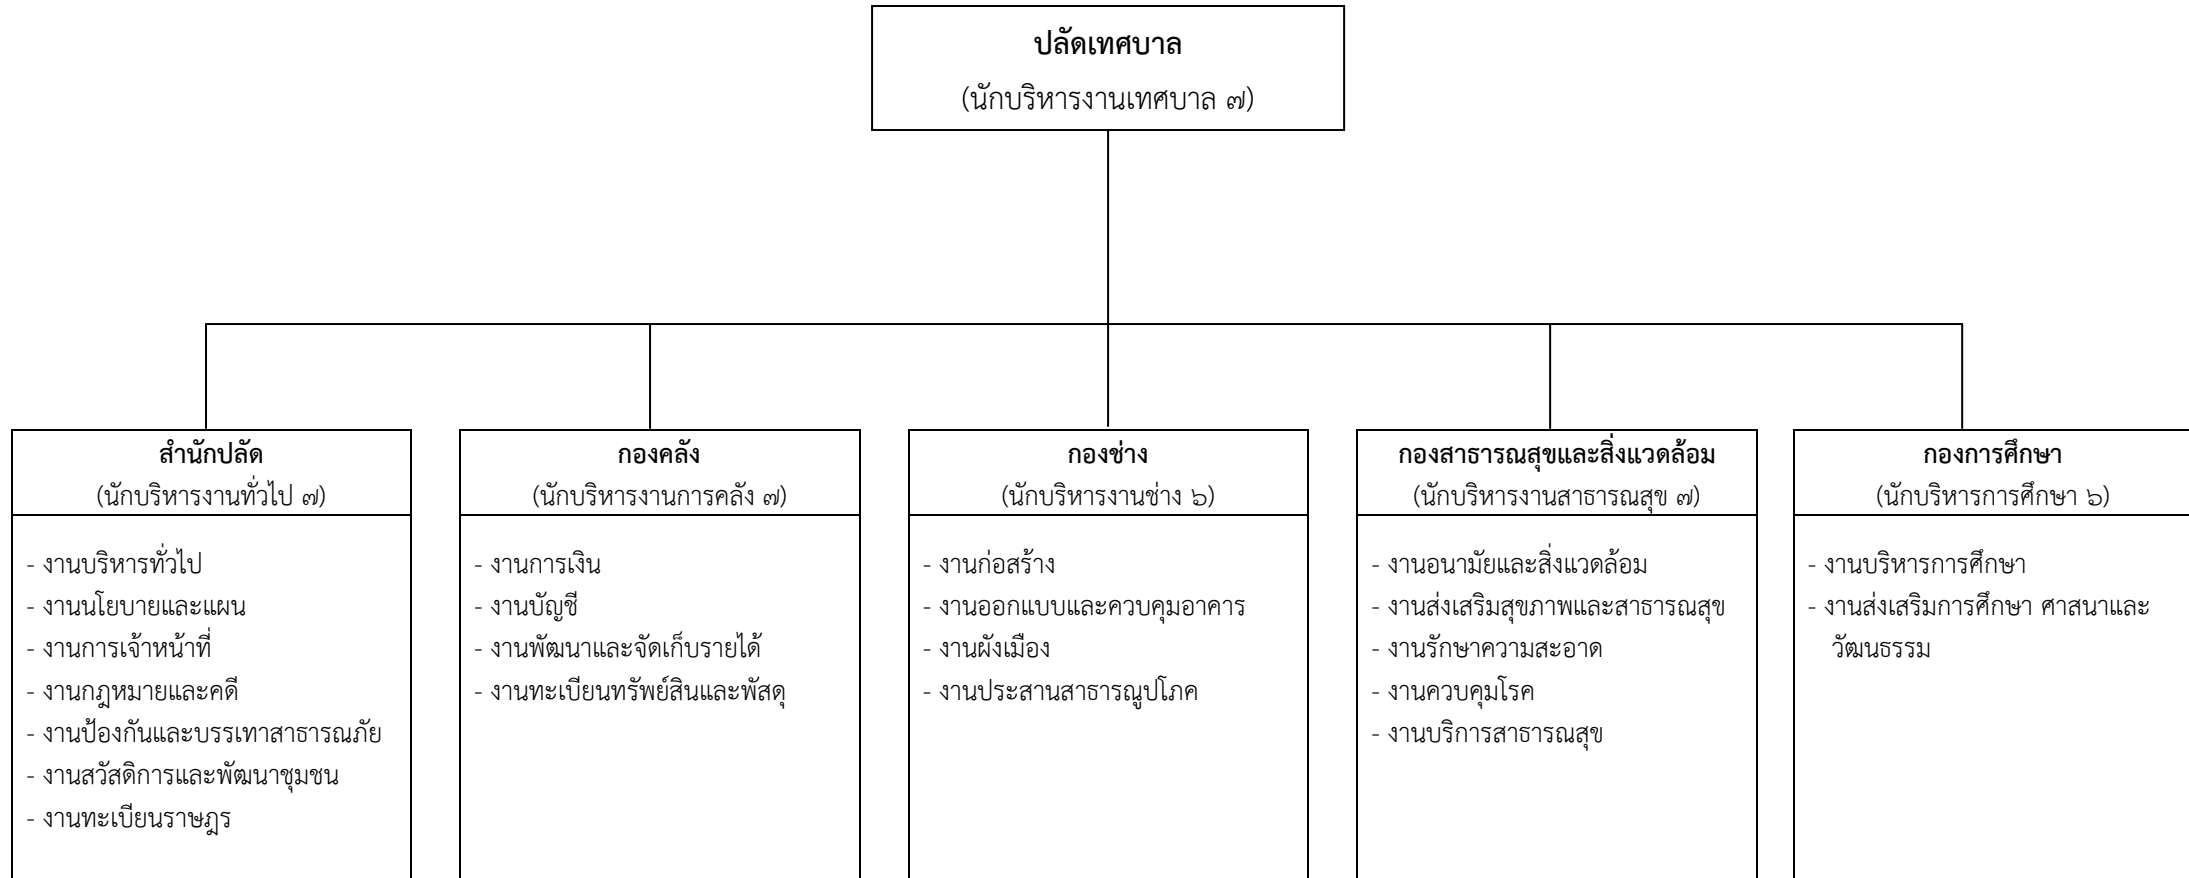 ปลัดเทศบาล
(นักบริหารงานเทศบาล ๗)
สำนักปลัด
(นักบริหารงานทั่วไป ๗)
- งานบริหารทั่วไป
- งานนโยบายและแผน
- งานการเจ้าหน้าที่
- งานกฎหมายและคดี
- งานป้องกันและบรรเทาสาธารณภัย
- งานสวัสดิการและพัฒนาชุมชน
- งานทะเบียนราษฎร
กองคลัง
(นักบริหารงานการคลัง ๗)
- งานการเงิน
- งานบัญชี
- งานพัฒนาและจัดเก็บรายได้
- งานทะเบียนทรัพย์สินและพัสดุ
กองช่าง
(นักบริหารงานช่าง ๖)
- งานก่อสร้าง
- งานออกแบบและควบคุมอาคาร
- งานผังเมือง
- งานประสานสาธารณูปโภค
กองสาธารณสุขและสิ่งแวดล้อม
(นักบริหารงานสาธารณสุข ๗)
- งานอนามัยและสิ่งแวดล้อม
- งานส่งเสริมสุขภาพและสาธารณสุข
- งานรักษาความสะอาด
- งานควบคุมโรค
- งานบริการสาธารณสุข
กองการศึกษา
(นักบริหารการศึกษา ๖)
- งานบริหารการศึกษา
- งานส่งเสริมการศึกษา ศาสนาและ
วัฒนธรรม